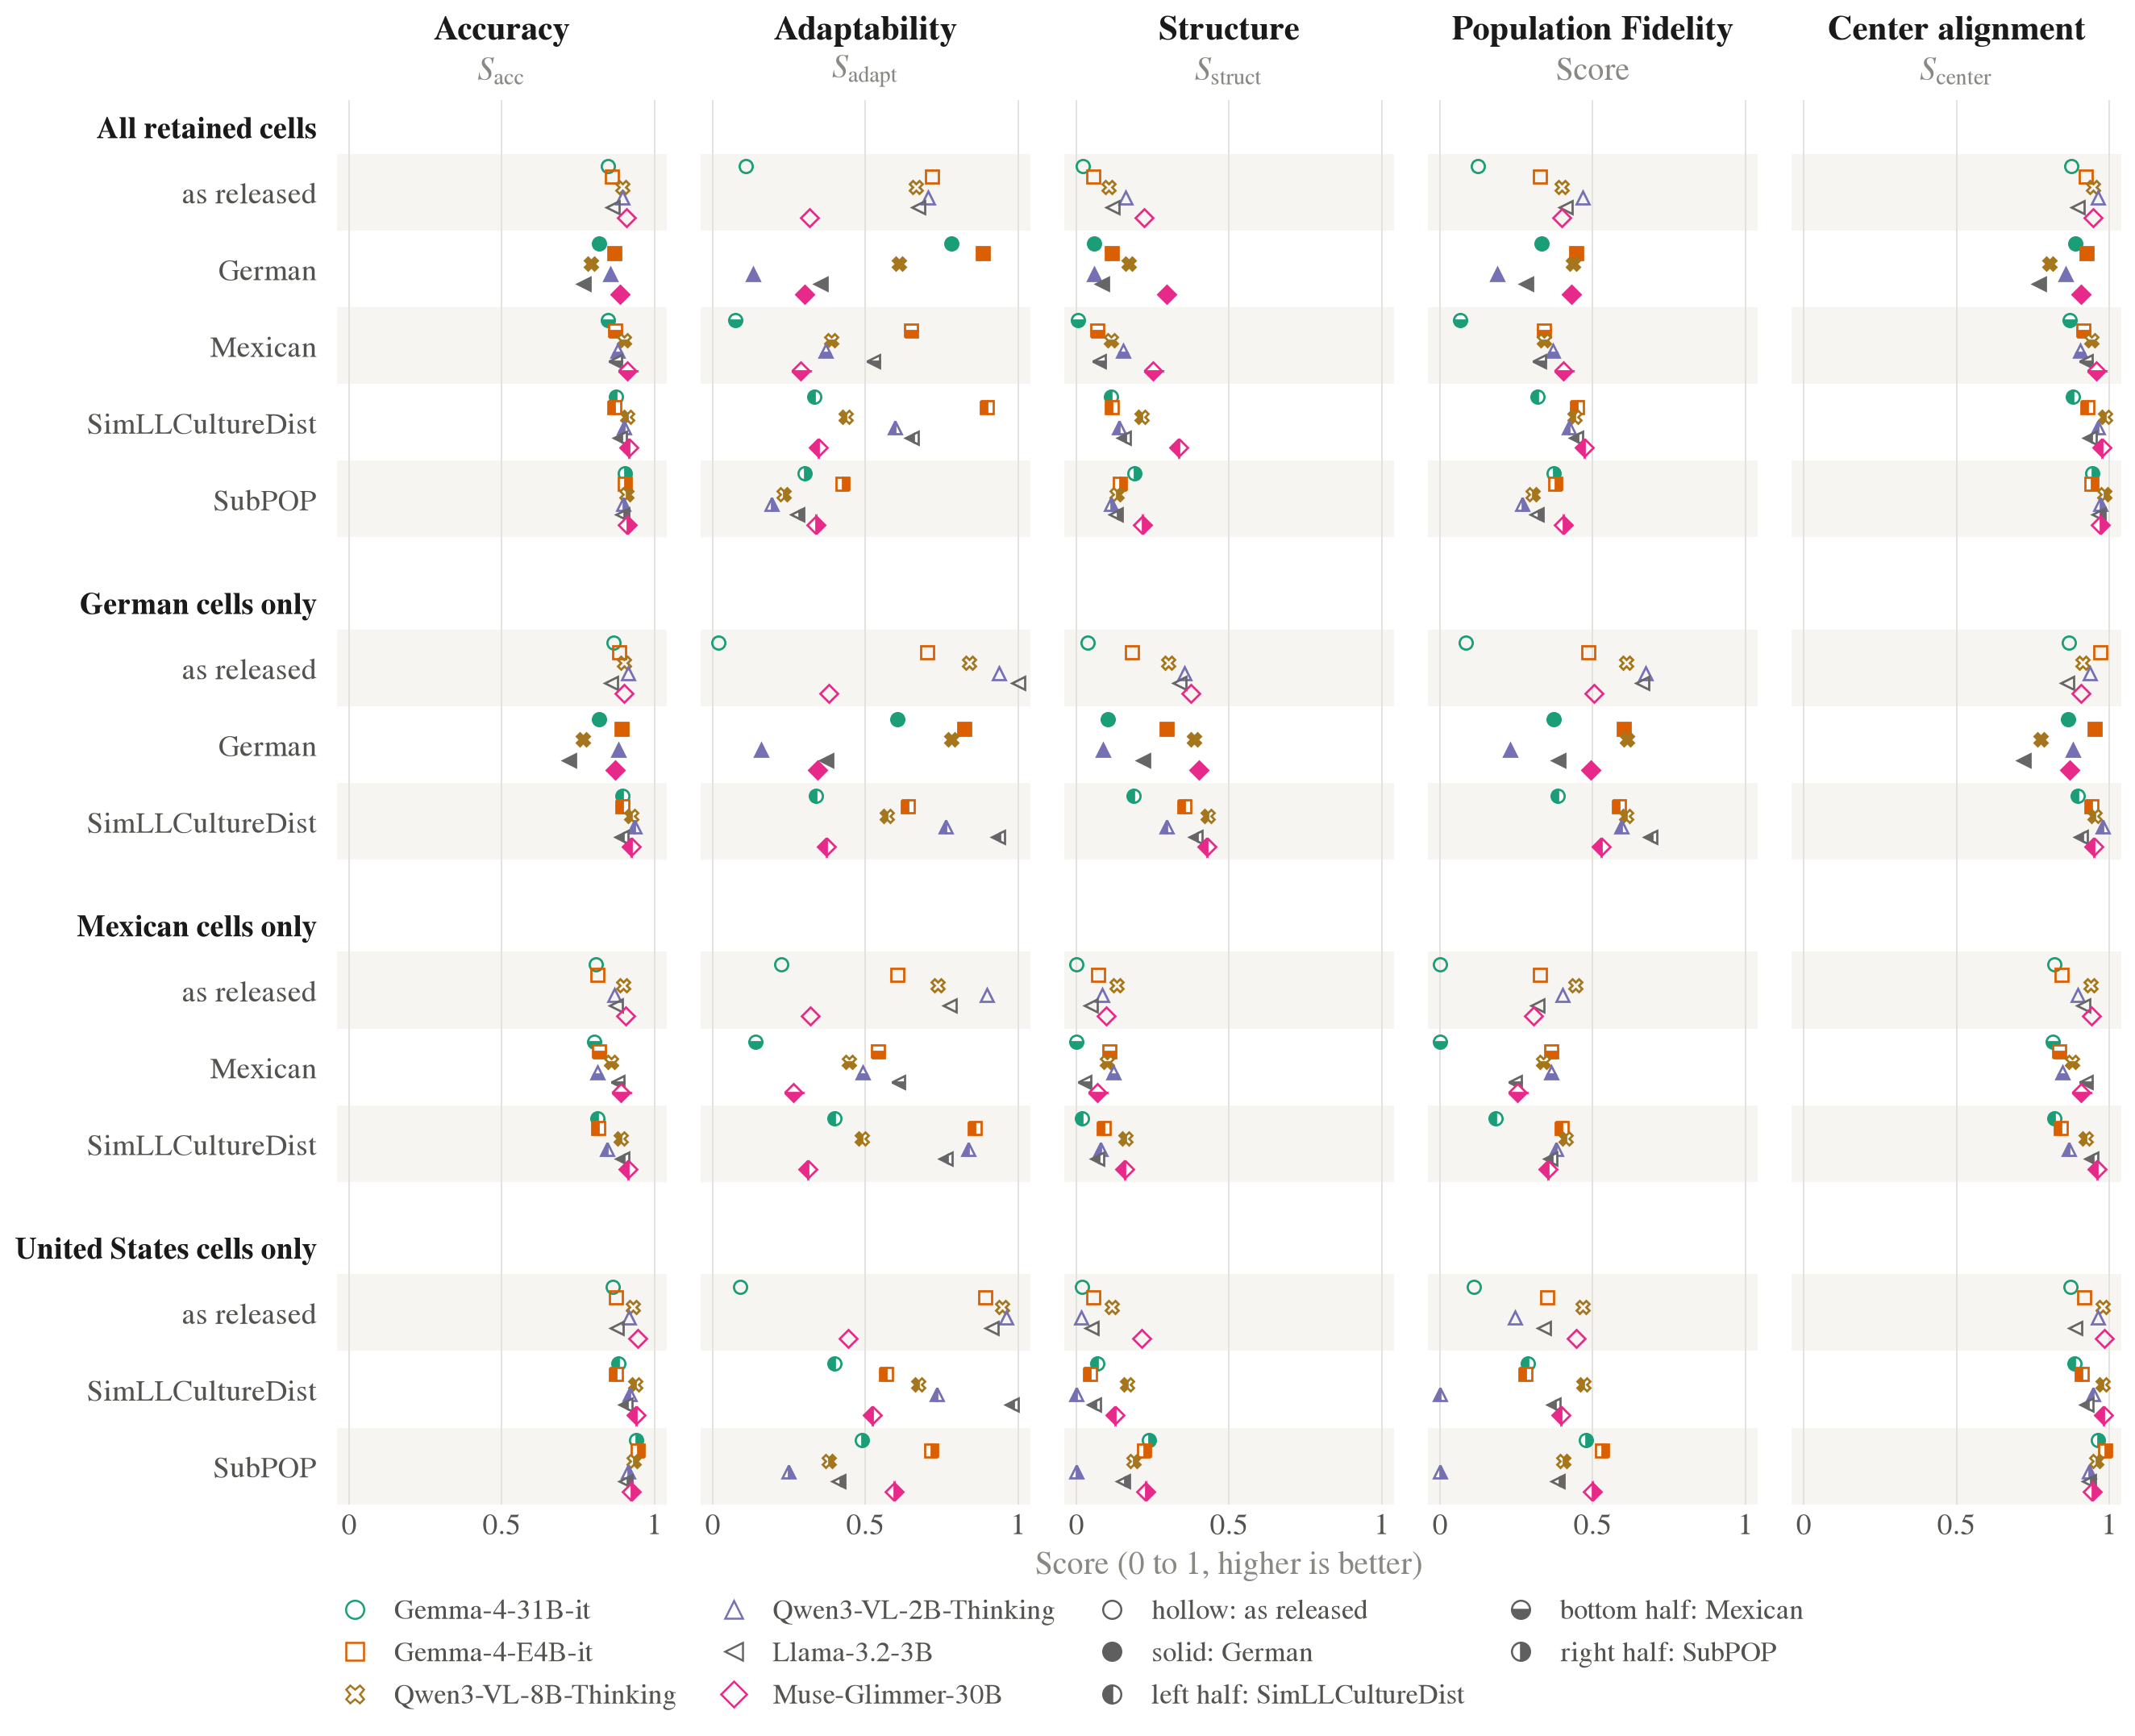 Accuracy Adaptability Structure Population Fidelity Center alignment
S_acc S_adapt S_struct Score S_center
All retained cells
as released
German
Mexican
SimLLCultureDist
SubPOP
German cells only
as released
German
SimLLCultureDist
Mexican cells only
as released
Mexican
SimLLCultureDist
United States cells only
as released
SimLLCultureDist
SubPOP
0 0.5 1 0 0.5 1 0 0.5 1 0 0.5 1 0 0.5 1
Score (0 to 1, higher is better)
Gemma-4-31B-it Qwen3-VL-2B-Thinking hollow: as released bottom half: Mexican
Gemma-4-E4B-it Llama-3.2-3B solid: German right half: SubPOP
Qwen3-VL-8B-Thinking Muse-Glimmer-30B left half: SimLLCultureDist